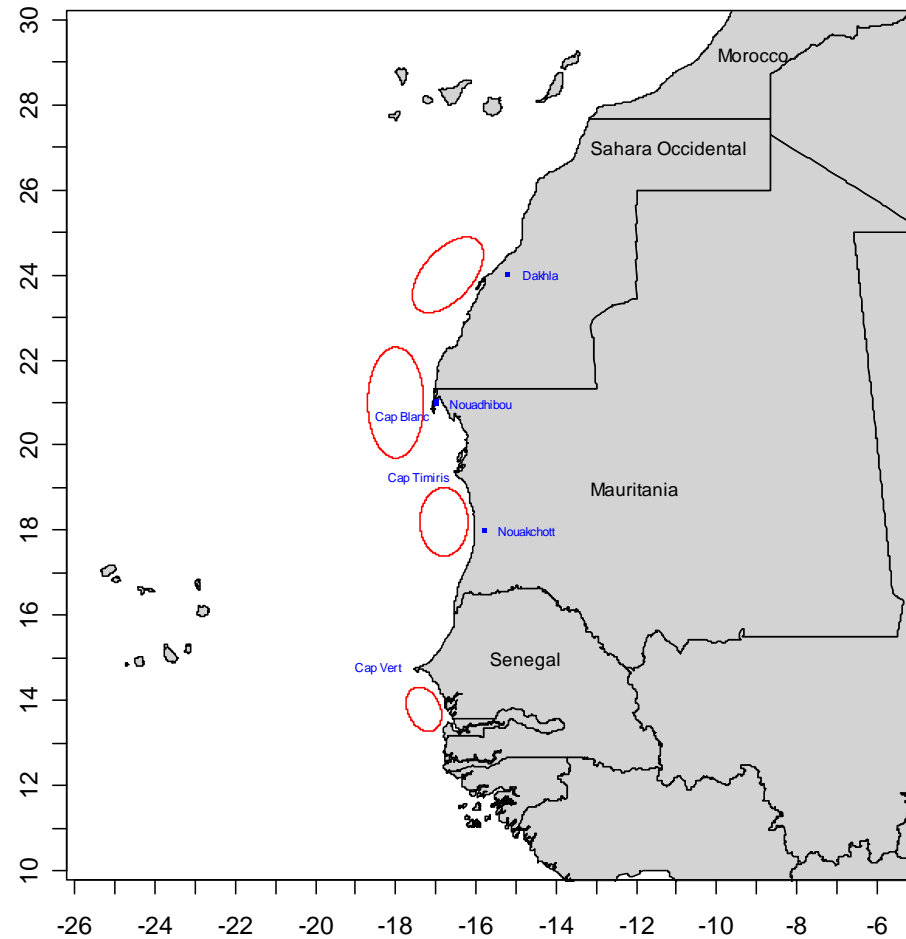 30
Morocco
28
Sahara Occidental
26
24
Dakhla
22
Nouadhibou
Cap Blanc
20
Cap Timiris
Mauritania
18
Nouakchott
16
Senegal
Cap Vert
14
12
10
-26 -24 -22 -20 -18 -16 -14 -12 -10 -8 -6